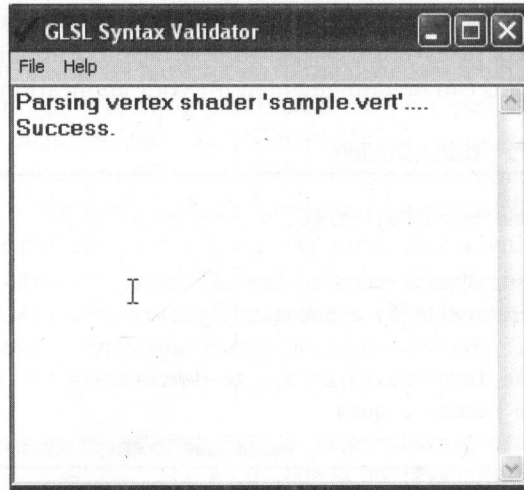 GLSL Syntax Validator
File Help
Parsing vertex shader 'sample.vert'....
Success.